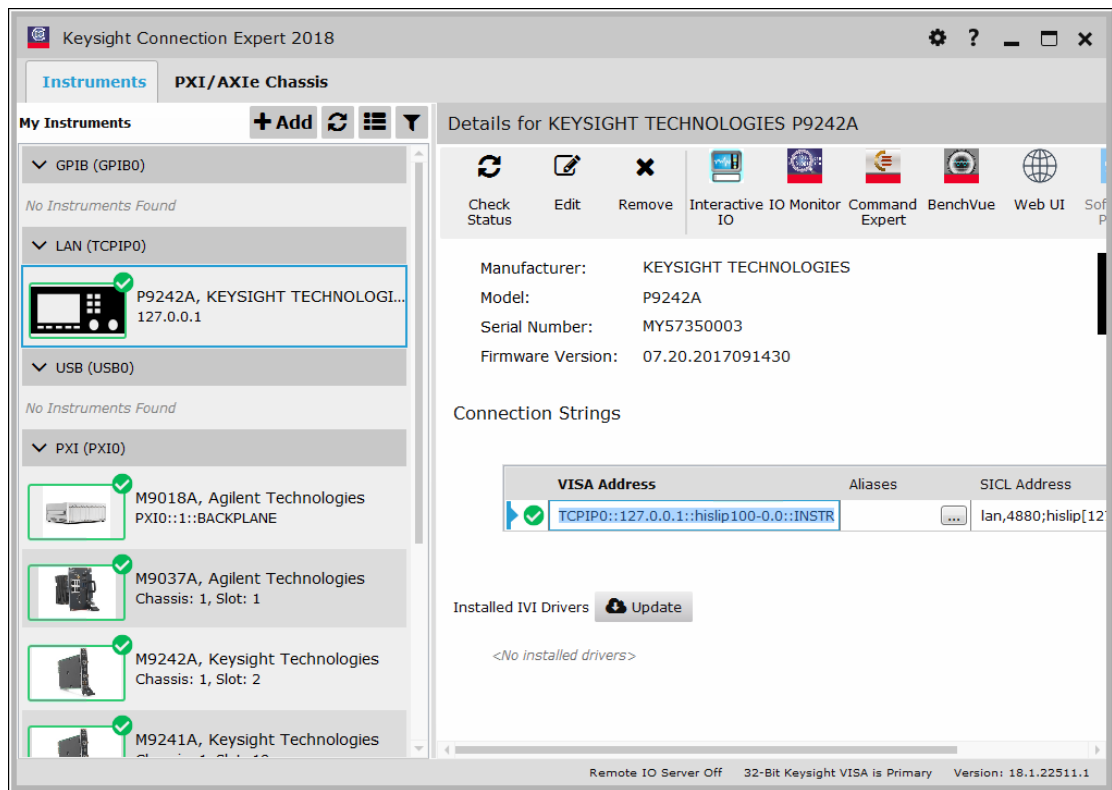 Keysight Connection Expert 2018
?
Instruments PXI/AXIe Chassis
My Instruments
Add
GPIB (GPIB0)
No Instruments Found
LAN (TCPIP0)
P9242A, KEYSIGHT TECHNOLOGI...
127.0.0.1
USB (USB0)
No Instruments Found
PXI (PXI0)
M9018A, Agilent Technologies
PXI0::1::BACKPLANE
M9037A, Agilent Technologies
Chassis: 1, Slot: 1
M9242A, Keysight Technologies
Chassis: 1, Slot: 2
M9241A, Keysight Technologies
Details for KEYSIGHT TECHNOLOGIES P9242A
Check Status
Edit
Remove
Interactive IO
IO Monitor
Command Expert
BenchVue
Web UI
Manufacturer: KEYSIGHT TECHNOLOGIES
Model: P9242A
Serial Number: MY57350003
Firmware Version: 07.20.2017091430
Connection Strings
VISA Address Aliases SICL Address
TCPIP0::127.0.0.1::hislip100-0.0::INSTR ... lan,4880;hislip[12
Installed IVI Drivers Update
<No installed drivers>
Remote IO Server Off 32-Bit Keysight VISA is Primary Version: 18.1.22511.1